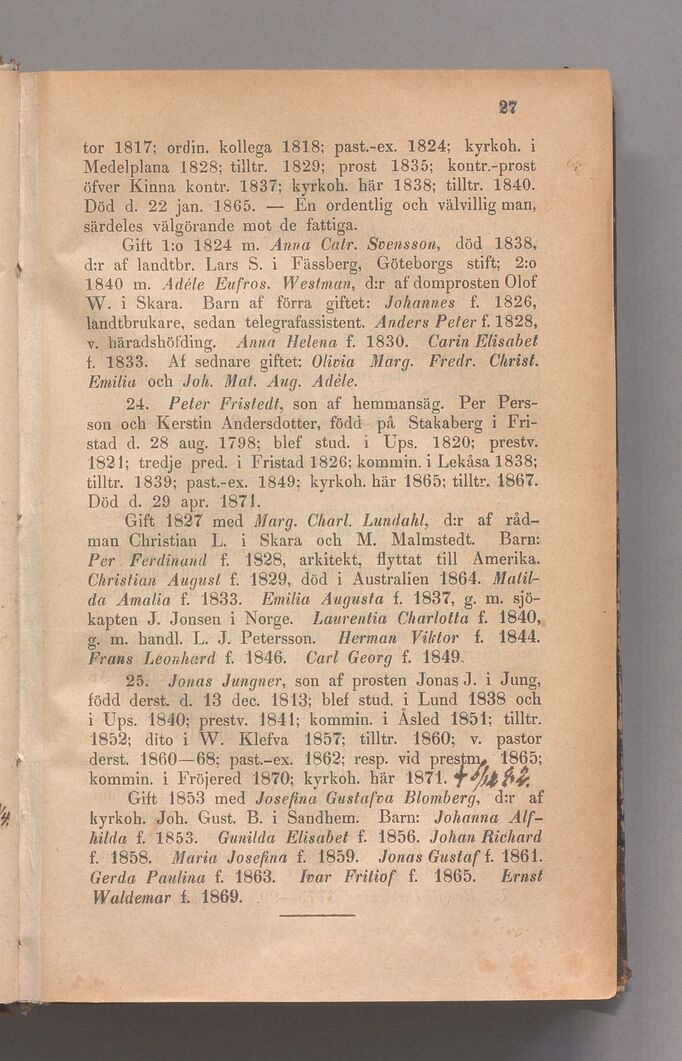 27
tor 1817; ordin. kollega 1818; past.-ex. 1824; kyrkoh. i
Medelplana 1828; tilltr. 1829; prost 1835; kontr.-prost
öfver Kinna kontr. 1837; kyrkoh. här 1838; tilltr. 1840.
Död d. 22 jan. 1865. — En ordentlig och välvillig man,
särdeles välgörande mot de fattiga.
Gift 1:o 1824 m. Anna Catr. Svensson, död 1838,
d:r af landtbr. Lars S. i Fässberg, Göteborgs stift; 2:o
1840 m. Adéle Eufros. Westman, d:r af domprosten Olof
W. i Skara. Barn af förra giftet: Johannes f. 1826,
landtbrukare, sedan telegrafassistent. Anders Peter f. 1828,
v. häradshöfding. Anna Helena f. 1830. Carin Elisabet
f. 1833. Af sednare giftet: Olivia Marg. Fredr. Christ.
Emilia och Joh. Mat. Aug. Adèle.
24. Peter Fristedt, son af hemmansäg. Per Pers-
son och Kerstin Andersdotter, född på Stakaberg i Fri-
stad d. 28 aug. 1798; blef stud. i Ups. 1820; prestv.
1821; tredje pred. i Fristad 1826; kommin. i Lekåsa 1838;
tilltr. 1839; past.-ex. 1849; kyrkoh. här 1865; tilltr. 1867.
Död d. 29 apr. 1871.
Gift 1827 med Marg. Charl. Lundahl, d:r af råd-
man Christian L. i Skara och M. Malmstedt. Barn:
Per Ferdinand f. 1828, arkitekt, flyttat till Amerika.
Christian August f. 1829, död i Australien 1864. Matil-
da Amalia f. 1833. Emilia Augusta f. 1837, g. m. sjö-
kapten J. Jonsen i Norge. Laurentia Charlotta f. 1840,
g. m. handl. L. J. Petersson. Herman Viktor f. 1844.
Frans Leonhard f. 1846. Carl Georg f. 1849.
25. Jonas Jungner, son af prosten Jonas J. i Jung,
född derst. d. 13 dec. 1813; blef stud. i Lund 1838 och
i Ups. 1840; prestv. 1841; kommin. i Åsled 1851; tilltr.
1852; dito i W. Klefva 1857; tilltr. 1860; v. pastor
derst. 1860—68; past.-ex. 1862; resp. vid prestm. 1865;
kommin. i Fröjered 1870; kyrkoh. här 1871.
Gift 1853 med Josefina Gustafva Blomberg, d:r af
kyrkoh. Joh. Gust. B. i Sandhem. Barn: Johanna Alf-
hilda f. 1853. Gunilda Elisabet f. 1856. Johan Richard
f. 1858. Maria Josefina f. 1859. Jonas Gustaf f. 1861.
Gerda Paulina f. 1863. Ivar Fritiof f. 1865. Ernst
Waldemar f. 1869.